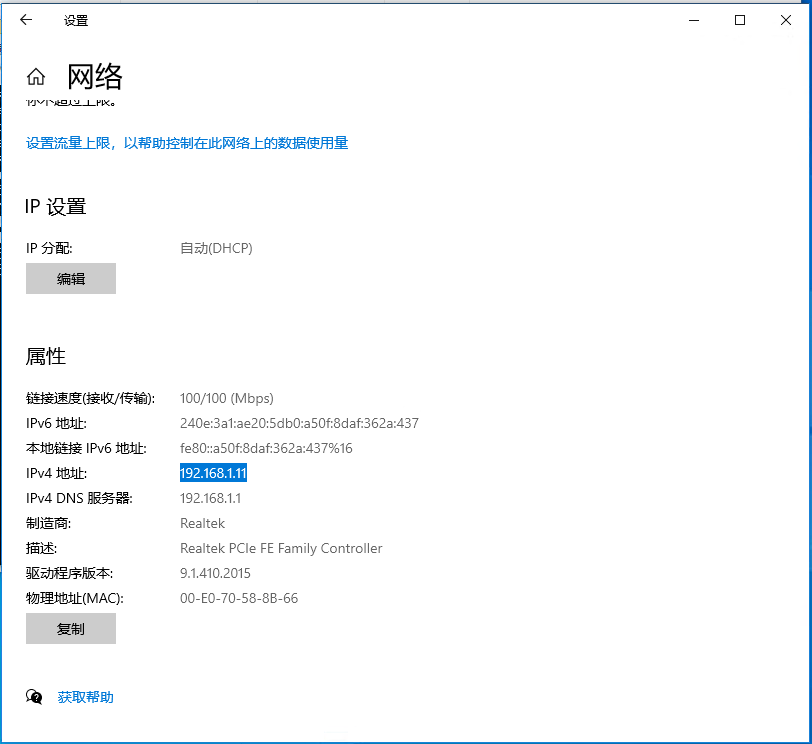 设置
网络
你不超过上限。
设置流量上限，以帮助控制在此网络上的数据使用量
IP 设置
IP 分配: 自动(DHCP)
编辑
属性
链接速度(接收/传输): 100/100 (Mbps)
IPv6 地址: 240e:3a1:ae20:5db0:a50f:8daf:362a:437
本地链接 IPv6 地址: fe80::a50f:8daf:362a:437%16
IPv4 地址: 192.168.1.11
IPv4 DNS 服务器: 192.168.1.1
制造商: Realtek
描述: Realtek PCIe FE Family Controller
驱动程序版本: 9.1.410.2015
物理地址(MAC): 00-E0-70-58-8B-66
复制
获取帮助